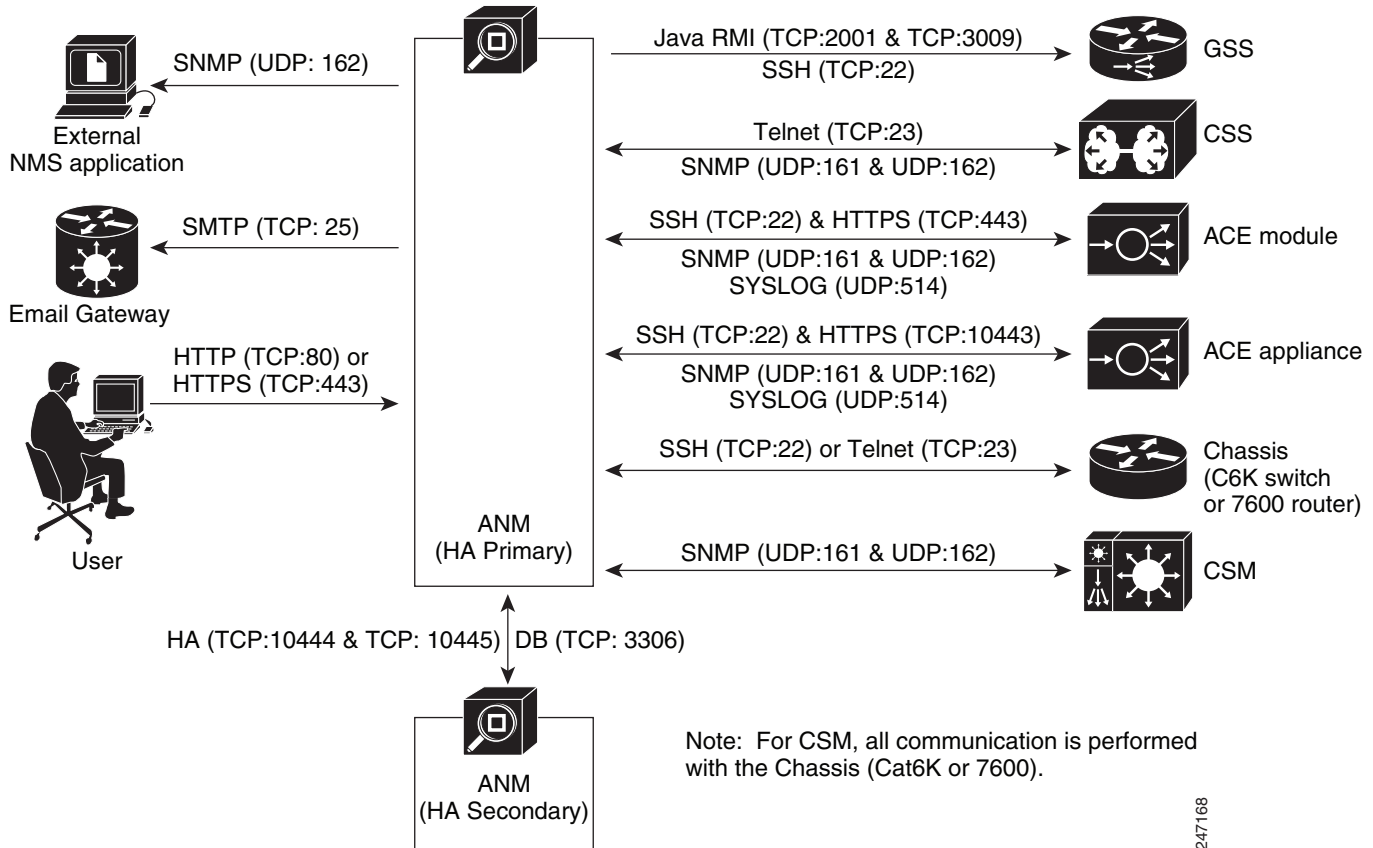 SNMP (UDP: 162)
External
NMS application
SMTP (TCP: 25)
Email Gateway
HTTP (TCP:80) or
HTTPS (TCP:443)
User
ANM
(HA Primary)
Java RMI (TCP:2001 & TCP:3009)
SSH (TCP:22)
GSS
Telnet (TCP:23)
SNMP (UDP:161 & UDP:162)
CSS
SSH (TCP:22) & HTTPS (TCP:443)
SNMP (UDP:161 & UDP:162)
SYSLOG (UDP:514)
ACE module
SSH (TCP:22) & HTTPS (TCP:10443)
SNMP (UDP:161 & UDP:162)
SYSLOG (UDP:514)
ACE appliance
SSH (TCP:22) or Telnet (TCP:23)
Chassis
(C6K switch
or 7600 router)
SNMP (UDP:161 & UDP:162)
CSM
HA (TCP:10444 & TCP: 10445)
DB (TCP: 3306)
ANM
(HA Secondary)
Note: For CSM, all communication is performed
with the Chassis (Cat6K or 7600).
247168